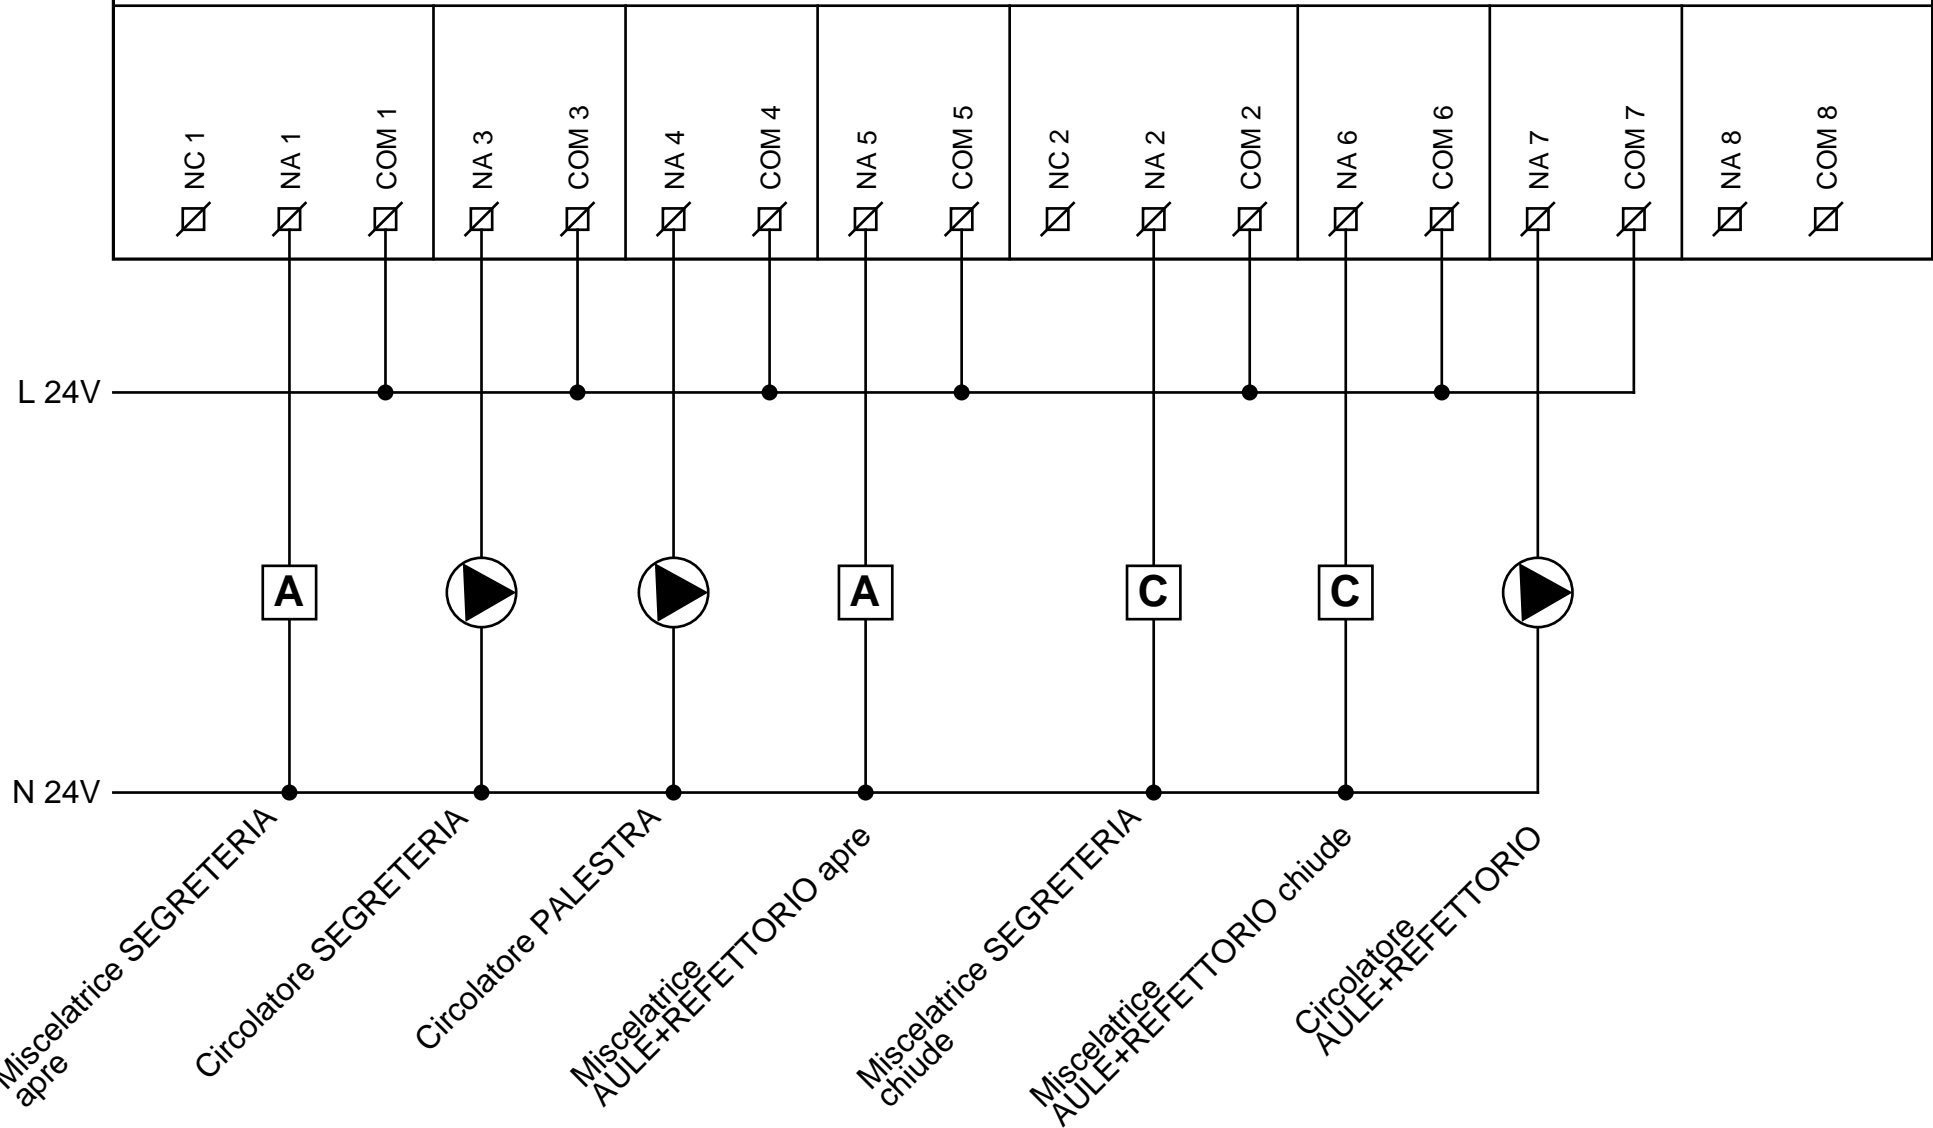 NC 1
NA 1
COM 1
NA 3
COM 3
NA 4
COM 4
NA 5
COM 5
NC 2
NA 2
COM 2
NA 6
COM 6
NA 7
COM 7
NA 8
COM 8
L 24V
A
A
C
C
N 24V
Miscelatrice SEGRETERIA
apre
Circolatore SEGRETERIA
Circolatore PALESTRA
Miscelatrice
AULE+REFETTORIO apre
Miscelatrice SEGRETERIA
chiude
Miscelatrice
AULE+REFETTORIO chiude
Circolatore
AULE+REFETTORIO